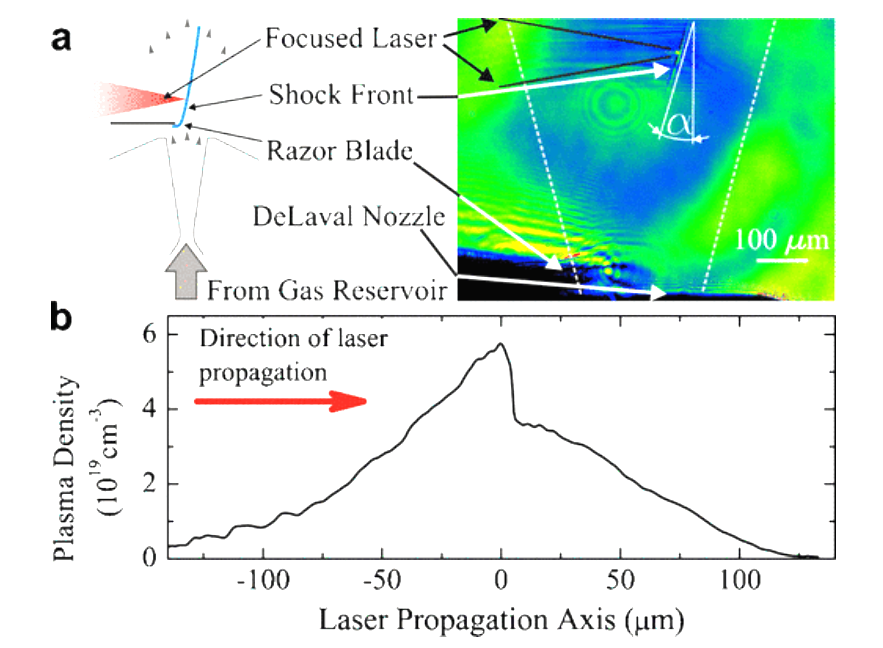 a
Focused Laser
Shock Front
Razor Blade
DeLaval Nozzle
From Gas Reservoir
α
100 μm
b
Direction of laser
propagation
Plasma Density
(10¹⁹cm⁻³)
6
4
2
0
-100
-50
0
50
100
Laser Propagation Axis (μm)